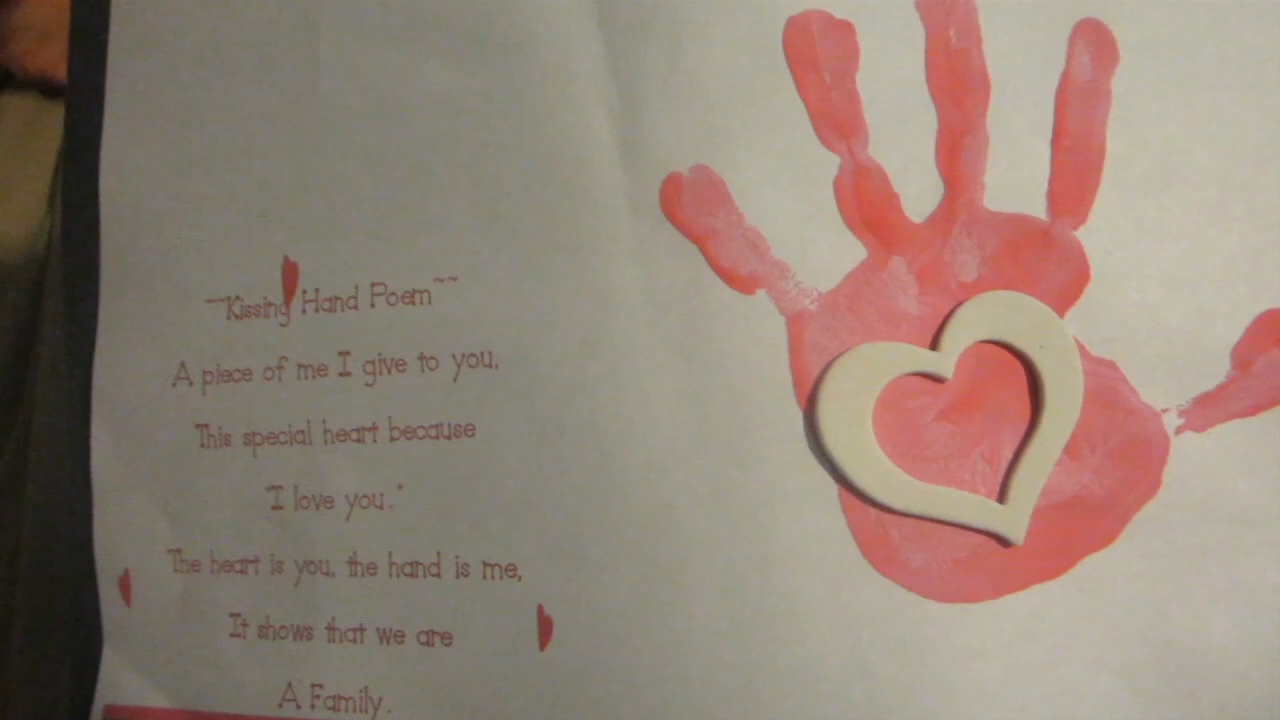 ~~Kissing Hand Poem~~
A piece of me I give to you,
This special heart because
"I love you."
The heart is you, the hand is me,
It shows that we are
A Family.